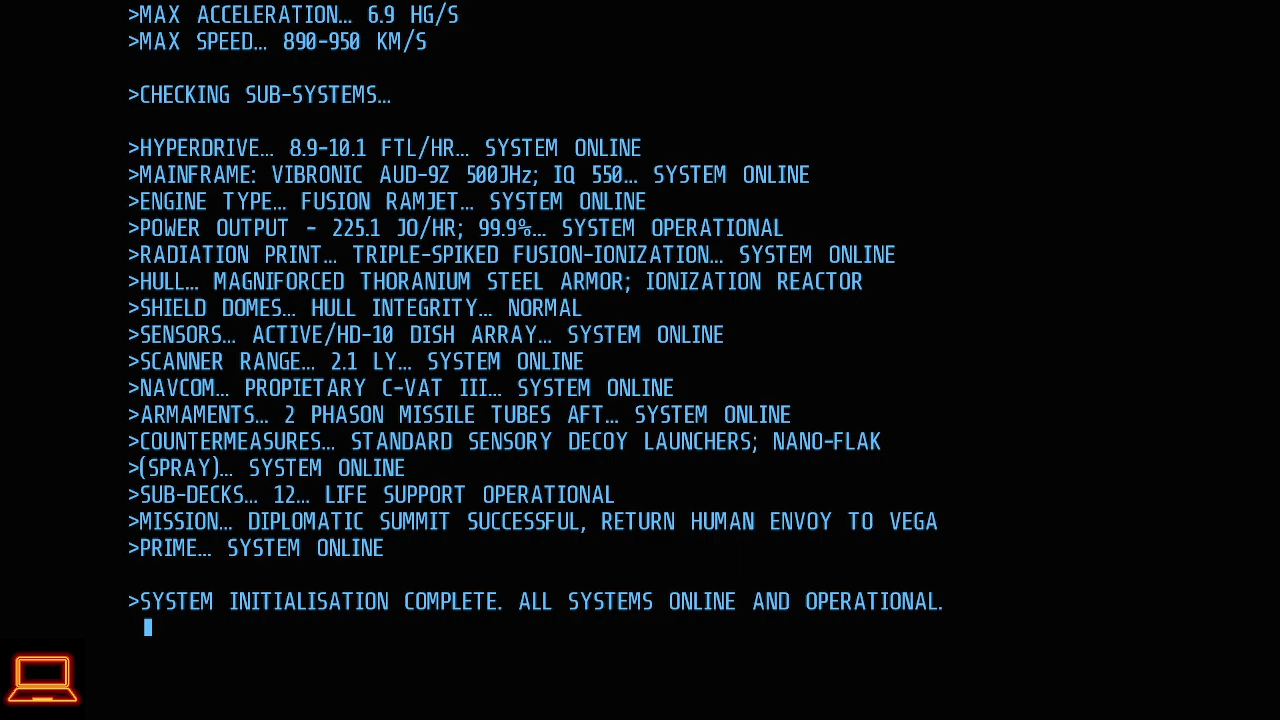 >MAX ACCELERATION... 6.9 HG/S
>MAX SPEED... 890-950 KM/S
>CHECKING SUB-SYSTEMS...
>HYPERDRIVE... 8.9-10.1 FTL/HR... SYSTEM ONLINE
>MAINFRAME: VIBRONIC AUD-9Z 500JHz; IQ 550... SYSTEM ONLINE
>ENGINE TYPE... FUSION RAMJET... SYSTEM ONLINE
>POWER OUTPUT - 225.1 JO/HR; 99.9%... SYSTEM OPERATIONAL
>RADIATION PRINT... TRIPLE-SPIKED FUSION-IONIZATION... SYSTEM ONLINE
>HULL... MAGNIFORCED THORANIUM STEEL ARMOR; IONIZATION REACTOR
>SHIELD DOMES... HULL INTEGRITY... NORMAL
>SENSORS... ACTIVE/HD-10 DISH ARRAY... SYSTEM ONLINE
>SCANNER RANGE... 2.1 LY... SYSTEM ONLINE
>NAVCOM... PROPIETARY C-VAT III... SYSTEM ONLINE
>ARMAMENTS... 2 PHASON MISSILE TUBES AFT... SYSTEM ONLINE
>COUNTERMEASURES... STANDARD SENSORY DECOY LAUNCHERS; NANO-FLAK
>(SPRAY)... SYSTEM ONLINE
>SUB-DECKS... 12... LIFE SUPPORT OPERATIONAL
>MISSION... DIPLOMATIC SUMMIT SUCCESSFUL, RETURN HUMAN ENVOY TO VEGA
>PRIME... SYSTEM ONLINE
>SYSTEM INITIALISATION COMPLETE. ALL SYSTEMS ONLINE AND OPERATIONAL.